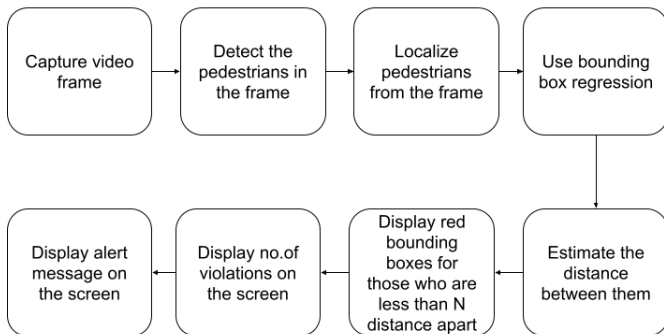 Capture video
frame
Detect the
pedestrians in
the frame
Localize
pedestrians
from the frame
Use bounding
box regression
Display alert
message on
the screen
Display no.of
violations on
the screen
Display red
bounding
boxes for
those who are
less than N
distance apart
Estimate the
distance
between them